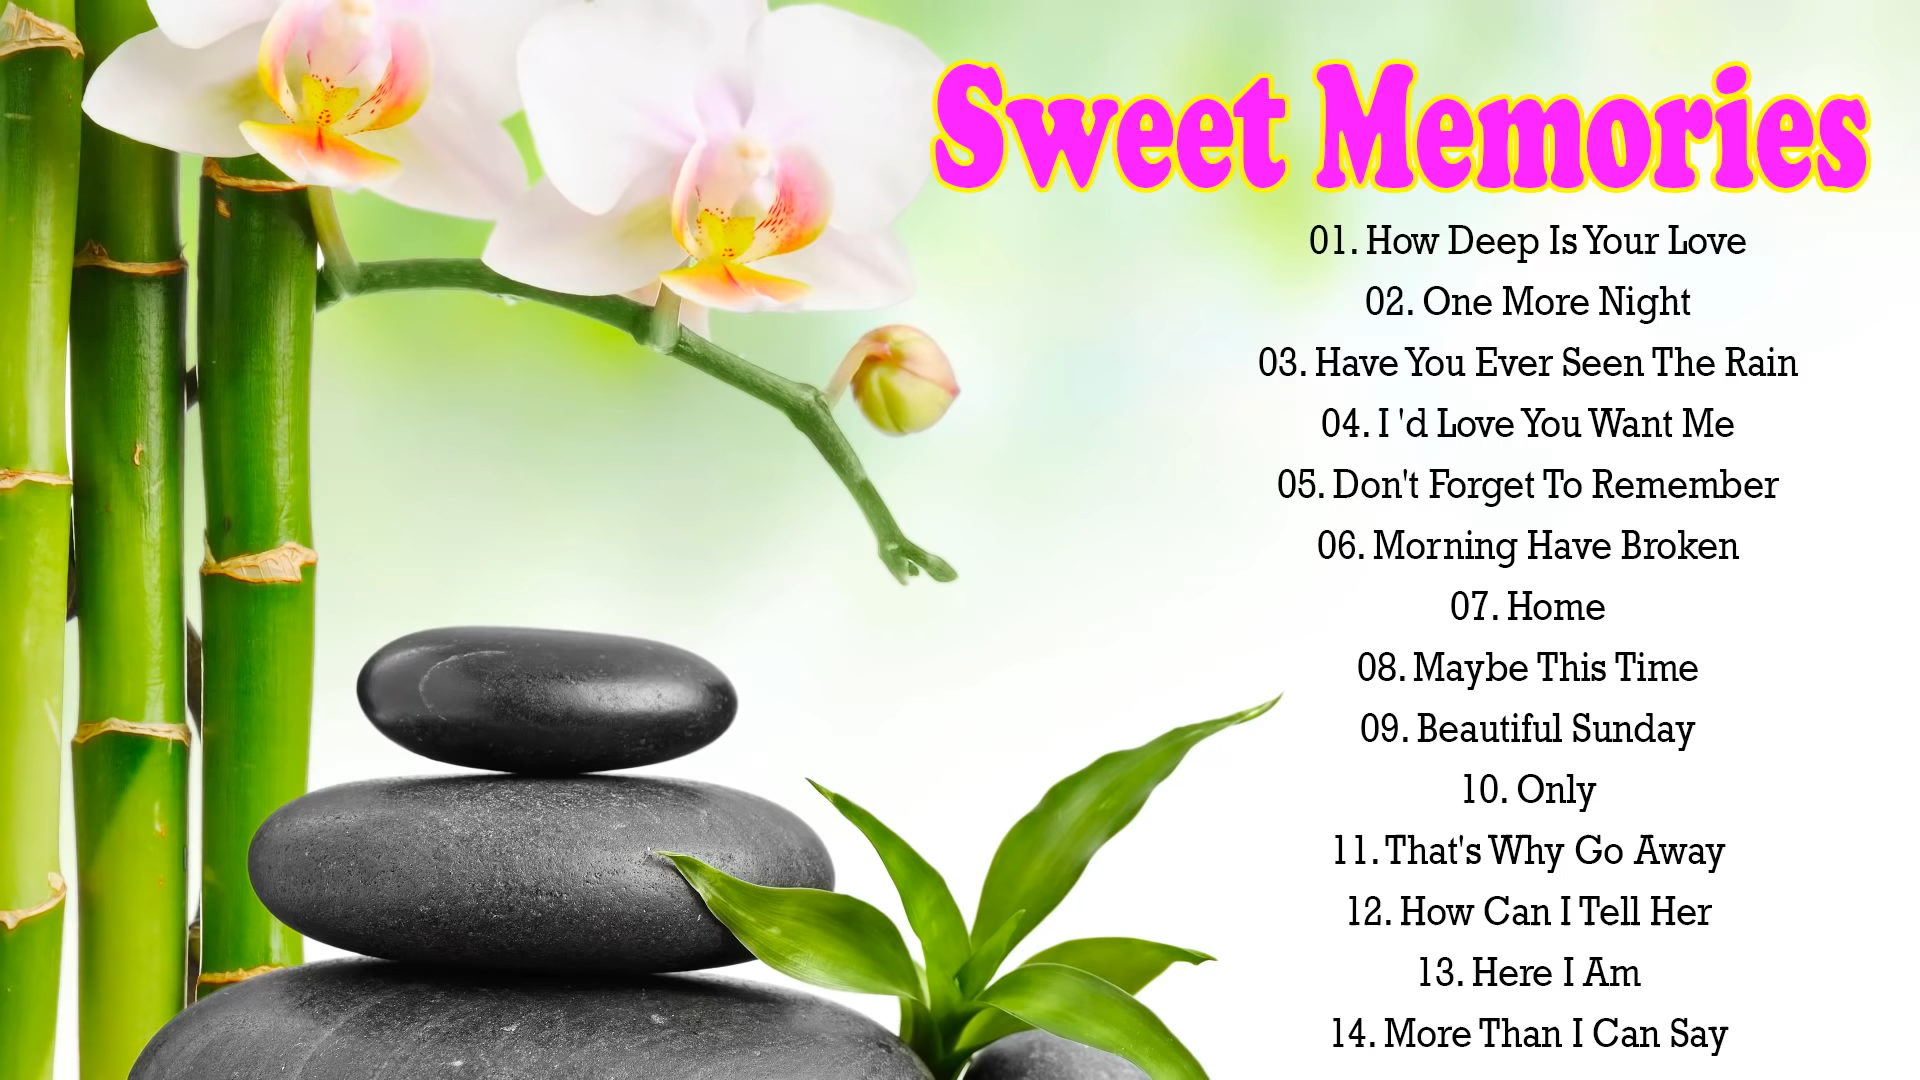 Sweet Memories
01. How Deep Is Your Love
02. One More Night
03. Have You Ever Seen The Rain
04. I 'd Love You Want Me
05. Don't Forget To Remember
06. Morning Have Broken
07. Home
08. Maybe This Time
09. Beautiful Sunday
10. Only
11. That's Why Go Away
12. How Can I Tell Her
13. Here I Am
14. More Than I Can Say